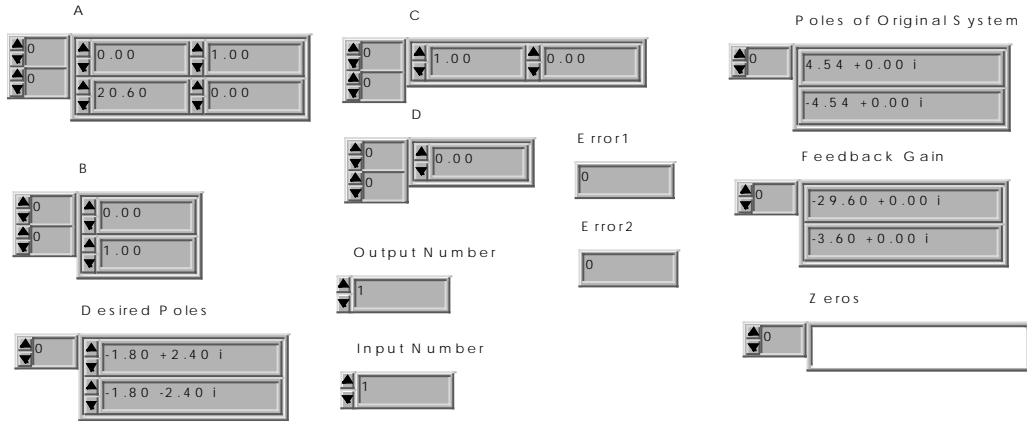 A
0
0
0.00 1.00
20.60 0.00
B
0
0
0.00
1.00
Desired Poles
0
-1.80 +2.40 i
-1.80 -2.40 i
C
0
0
1.00 0.00
D
0
0
0.00
Output Number
1
Input Number
1
Error1
0
Error2
0
Poles of Original System
0
4.54 +0.00 i
-4.54 +0.00 i
Feedback Gain
0
-29.60 +0.00 i
-3.60 +0.00 i
Zeros
0